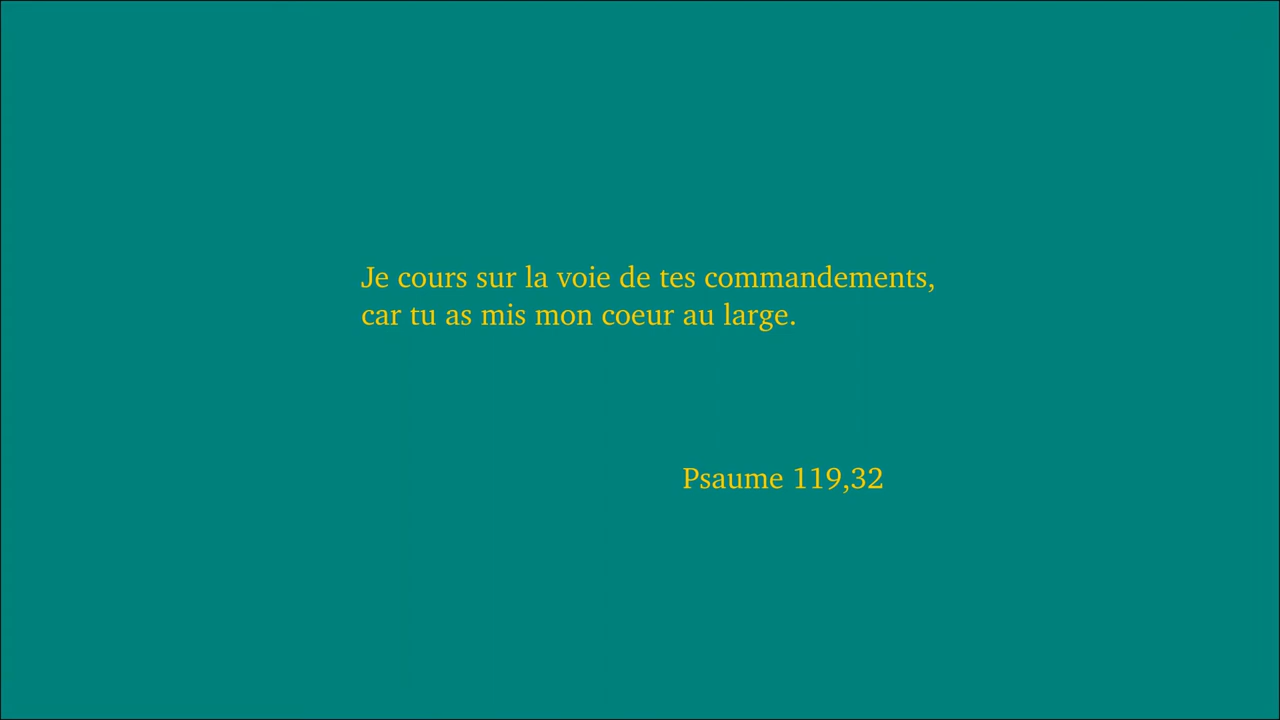 Je cours sur la voie de tes commandements,
car tu as mis mon coeur au large.
Psaume 119,32